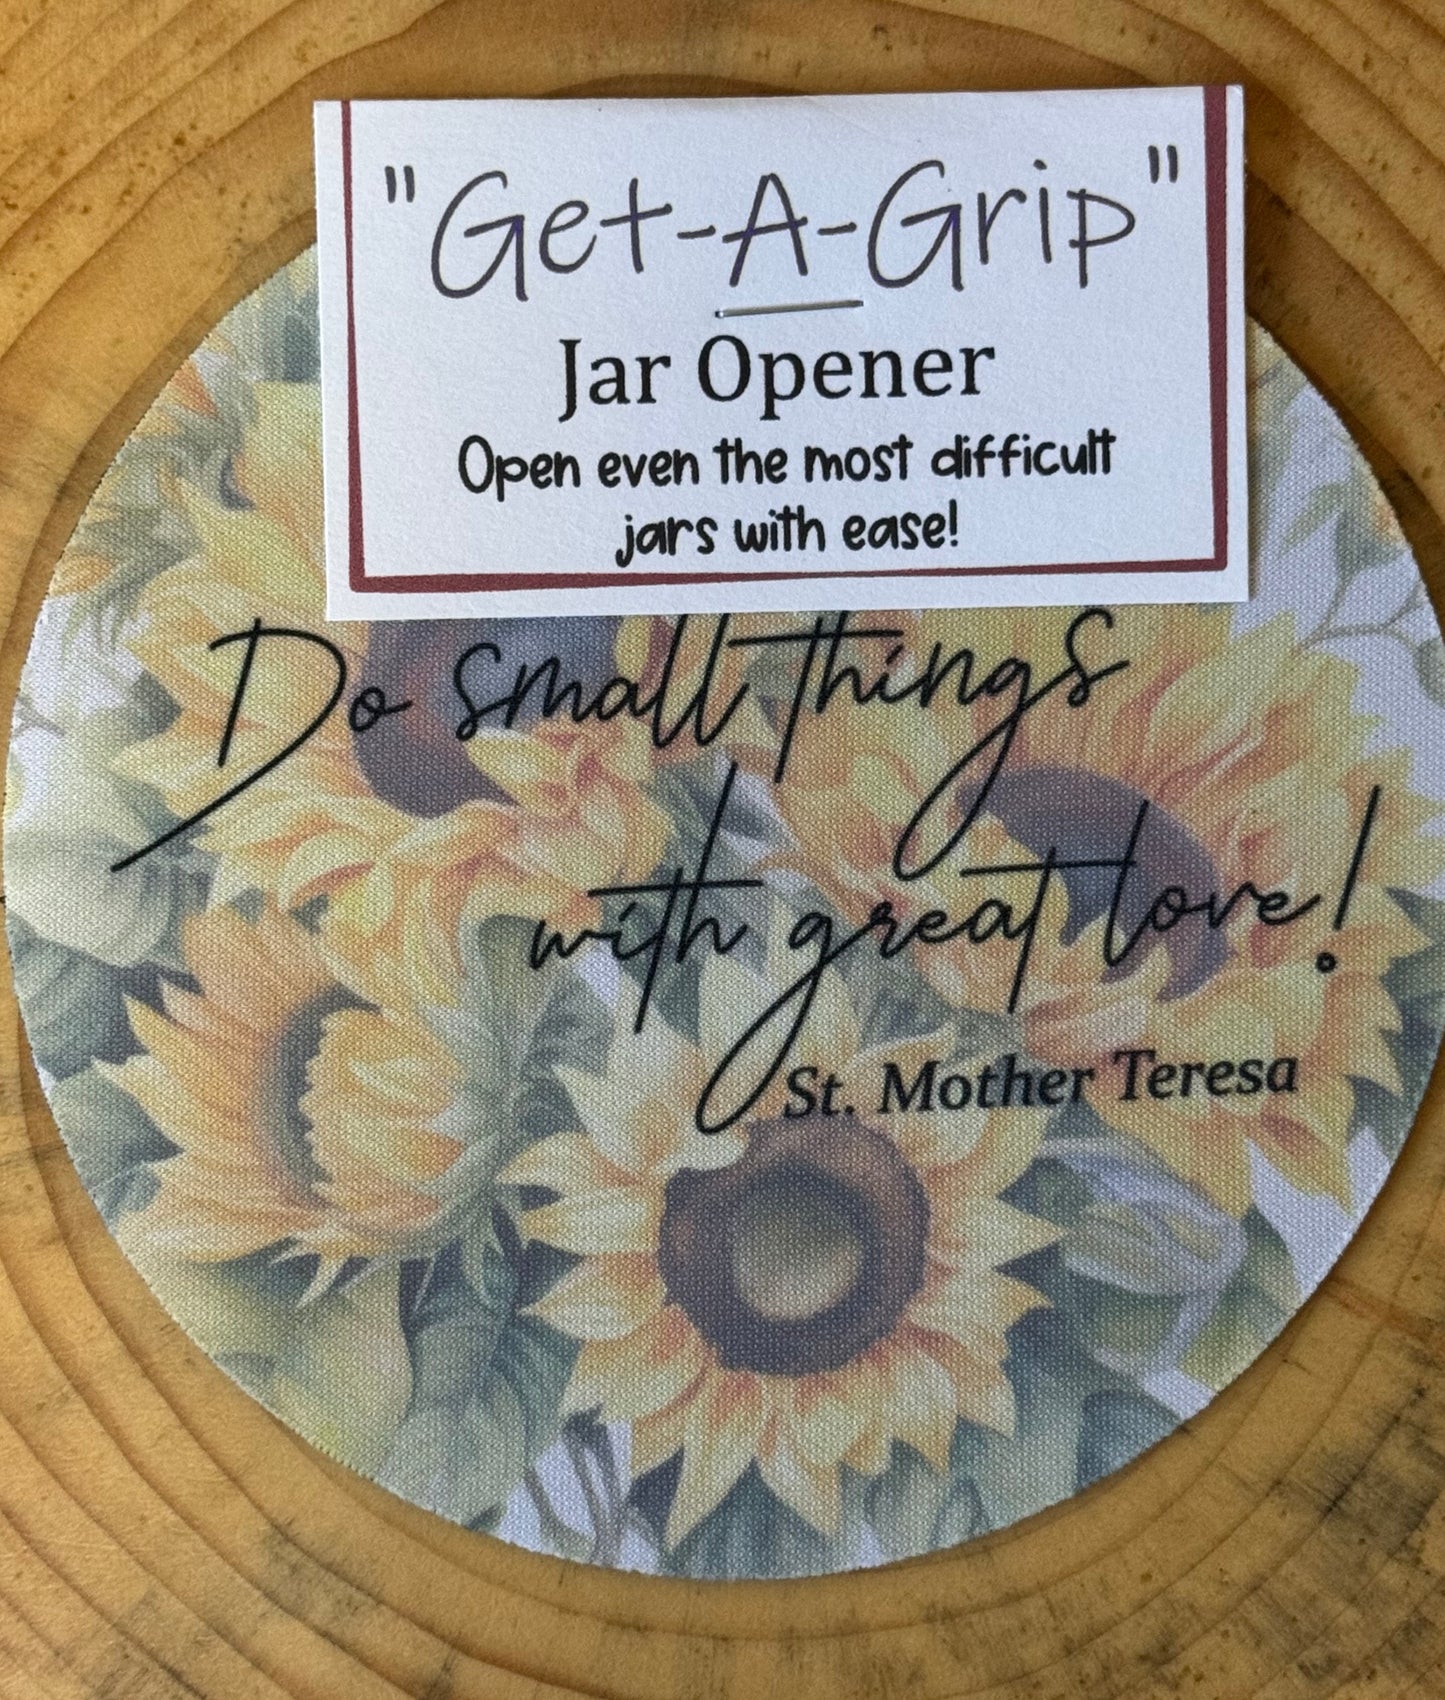 "Get-A-Grip"
Jar Opener
Open even the most difficult
jars with ease!
Do small things
with great love!
St. Mother Teresa